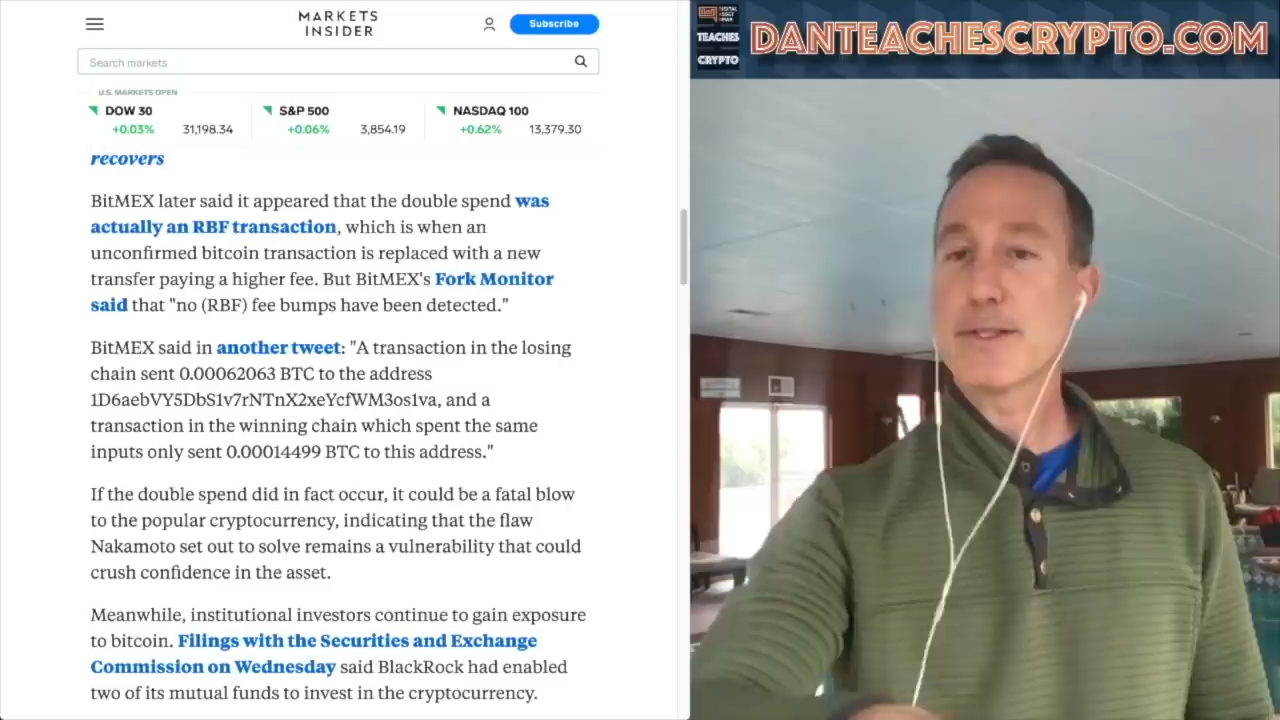 MARKETS
INSIDER
Subscribe
Search markets
U.S. MARKETS OPEN
DOW 30
+0.03% 31,198.34
S&P 500
+0.06% 3,854.19
NASDAQ 100
+0.62% 13,379.30
recovers
BitMEX later said it appeared that the double spend was
actually an RBF transaction, which is when an
unconfirmed bitcoin transaction is replaced with a new
transfer paying a higher fee. But BitMEX's Fork Monitor
said that "no (RBF) fee bumps have been detected."
BitMEX said in another tweet: "A transaction in the losing
chain sent 0.00062063 BTC to the address
1D6aebVY5DbS1v7rNTnX2xeYcfWM3os1va, and a
transaction in the winning chain which spent the same
inputs only sent 0.00014499 BTC to this address."
If the double spend did in fact occur, it could be a fatal blow
to the popular cryptocurrency, indicating that the flaw
Nakamoto set out to solve remains a vulnerability that could
crush confidence in the asset.
Meanwhile, institutional investors continue to gain exposure
to bitcoin. Filings with the Securities and Exchange
Commission on Wednesday said BlackRock had enabled
two of its mutual funds to invest in the cryptocurrency.
DIGITAL
ASSET
TEACHES
CRYPTO
DANTEACHESCRYPTO.COM